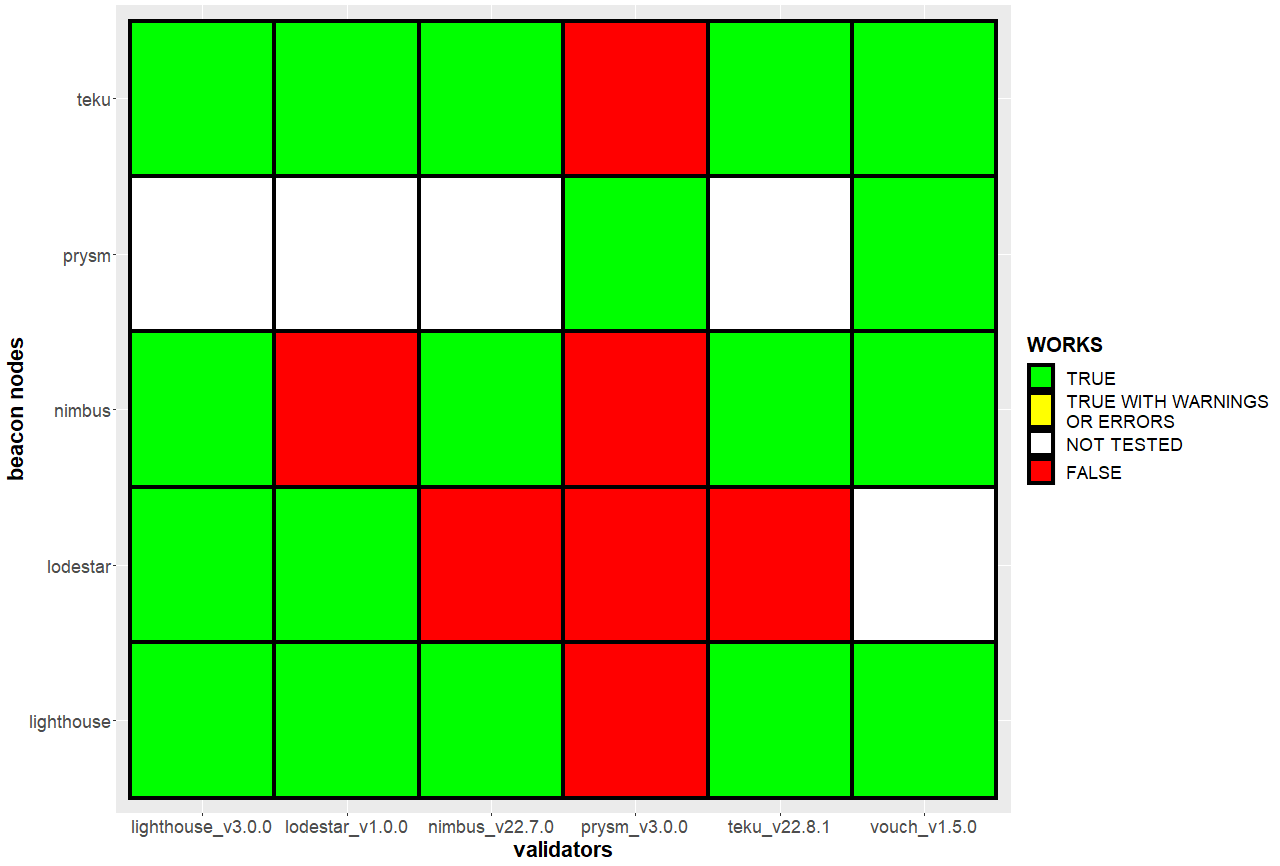 teku
prysm
nimbus
lodestar
lighthouse
beacon nodes
lighthouse_v3.0.0 lodestar_v1.0.0 nimbus_v22.7.0 prysm_v3.0.0 teku_v22.8.1 vouch_v1.5.0
validators
WORKS
TRUE
TRUE WITH WARNINGS
OR ERRORS
NOT TESTED
FALSE